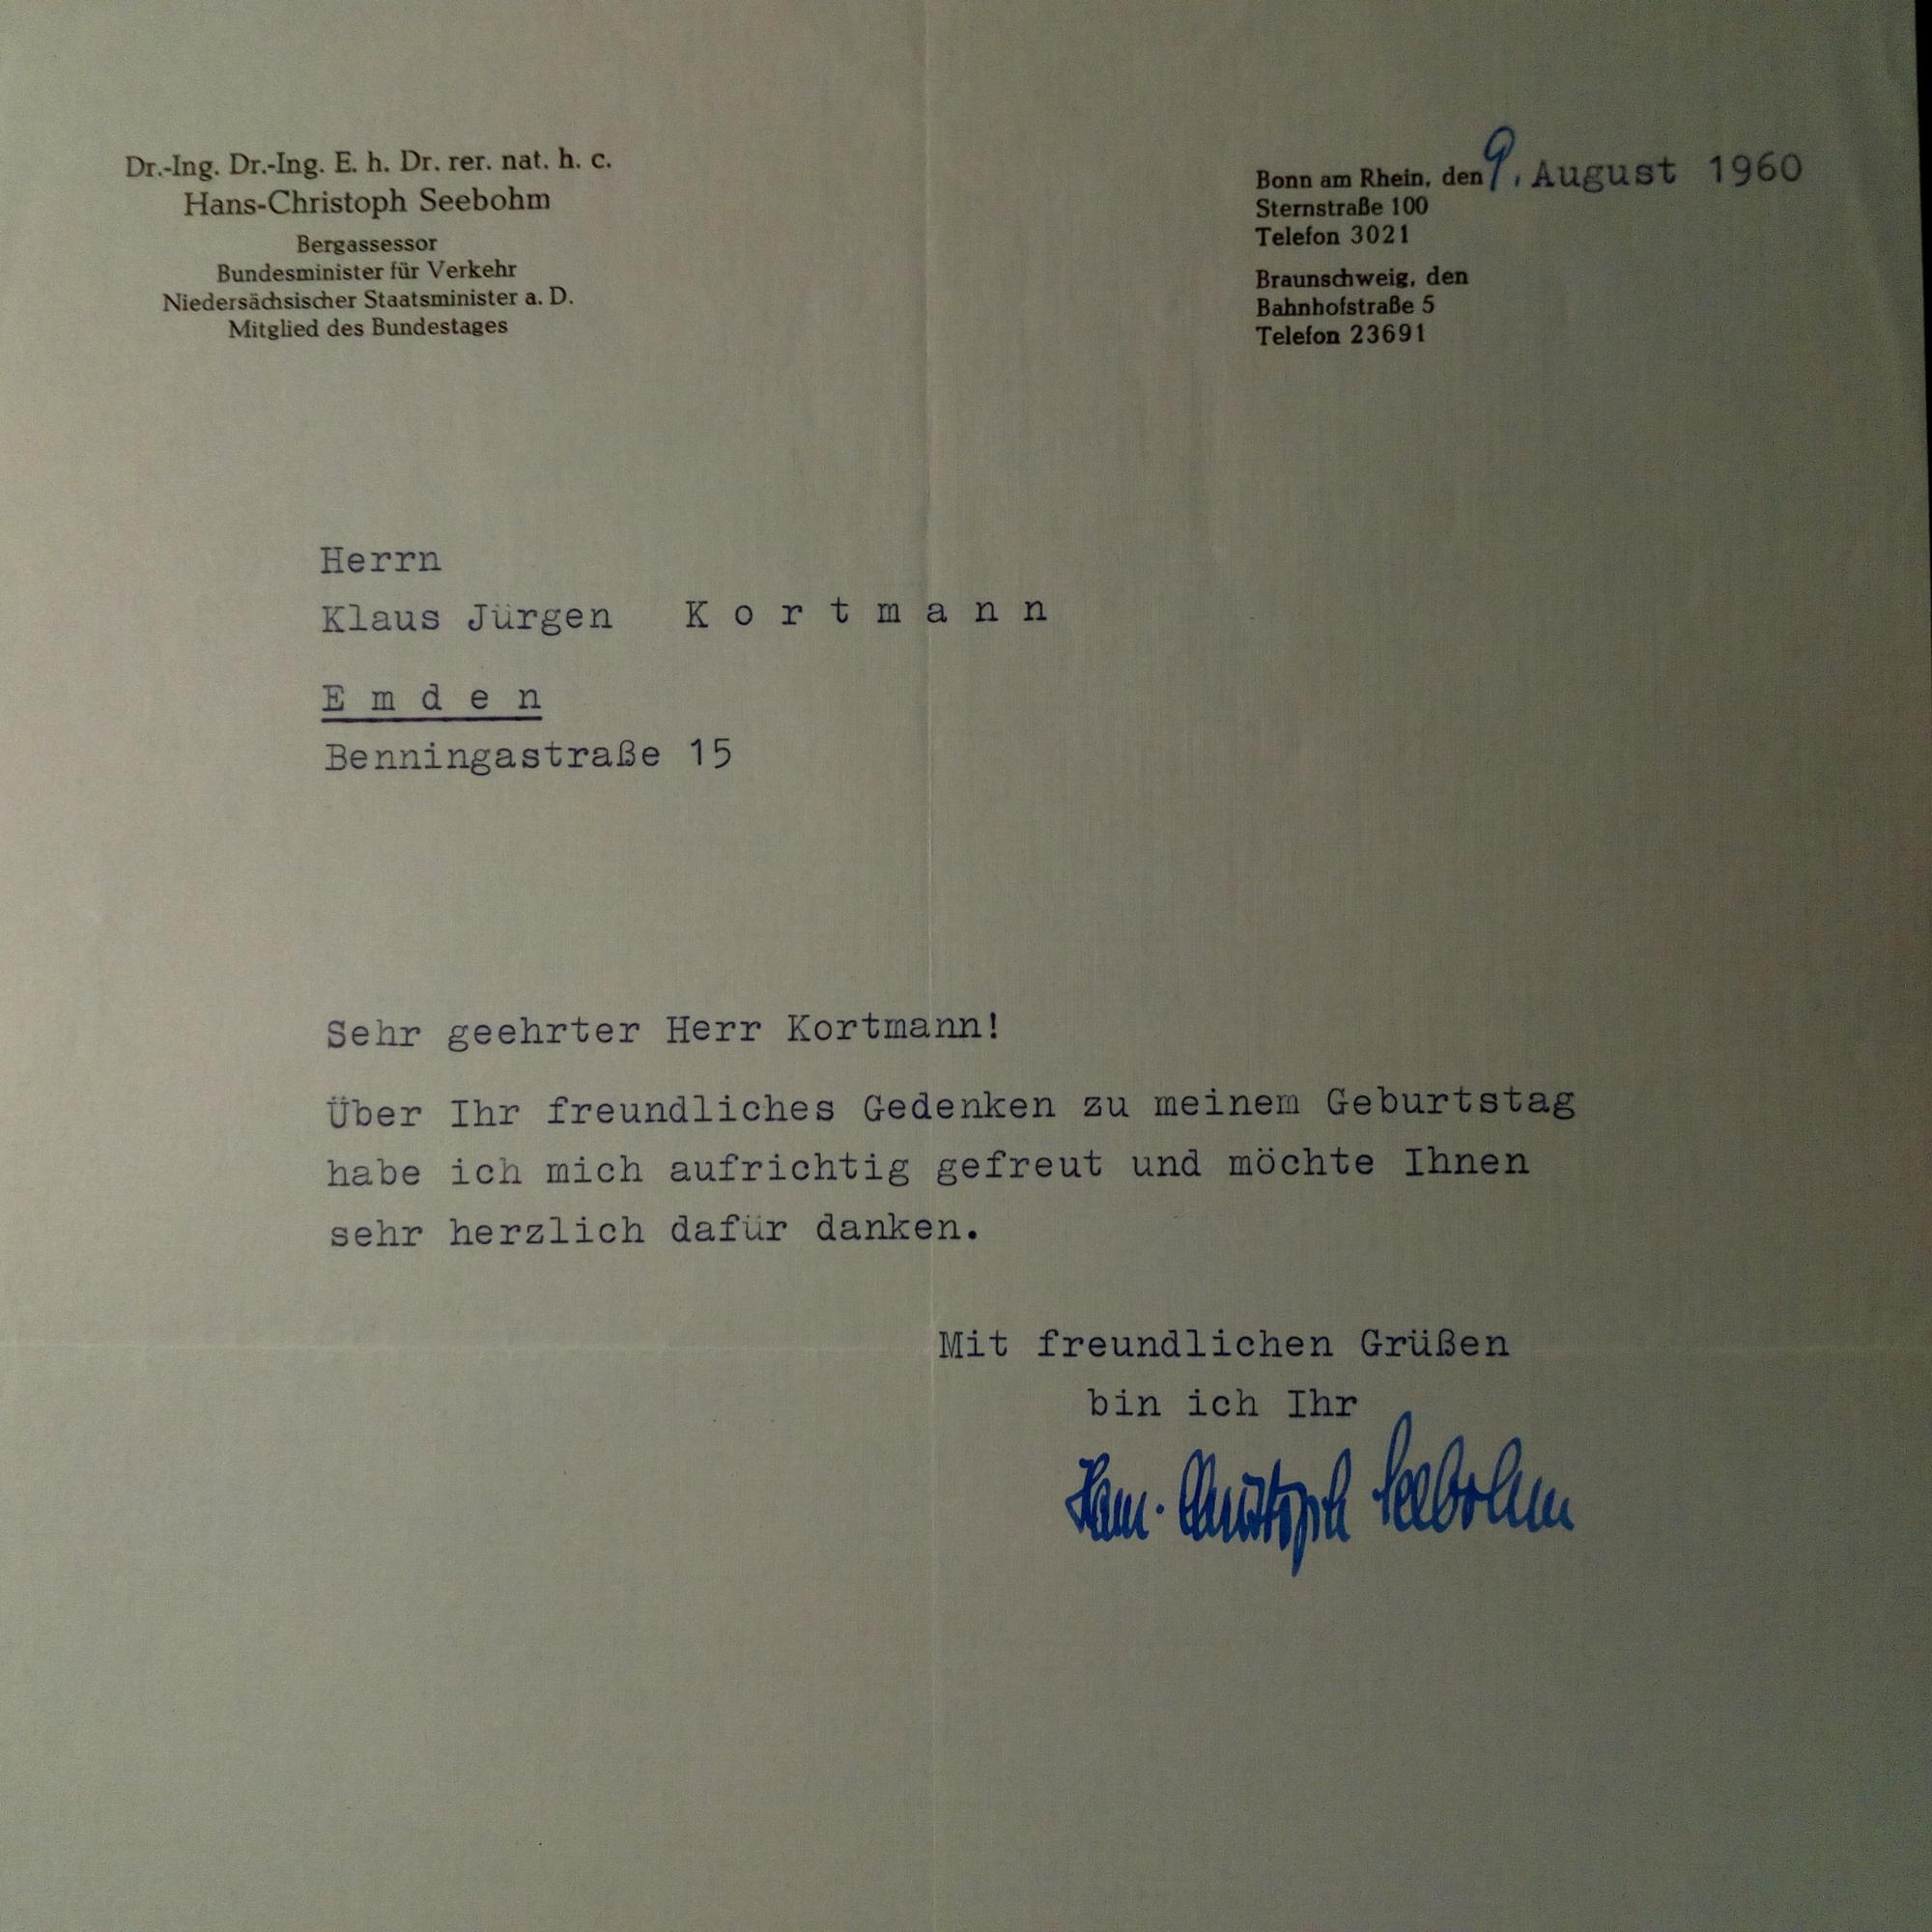 Dr.-Ing. Dr.-Ing. E. h. Dr. rer. nat. h. c.
Hans-Christoph Seebohm
Bergassessor
Bundesminister für Verkehr
Niedersächsischer Staatsminister a. D.
Mitglied des Bundestages
Bonn am Rhein, den 9. August 1960
Sternstraße 100
Telefon 3021
Braunschweig, den
Bahnhofstraße 5
Telefon 23691
Herrn
Klaus Jürgen K o r t m a n n
E m d e n
Benningastraße 15
Sehr geehrter Herr Kortmann!
Über Ihr freundliches Gedenken zu meinem Geburtstag
habe ich mich aufrichtig gefreut und möchte Ihnen
sehr herzlich dafür danken.
Mit freundlichen Grüßen
bin ich Ihr
Hans-Christoph Seebohm